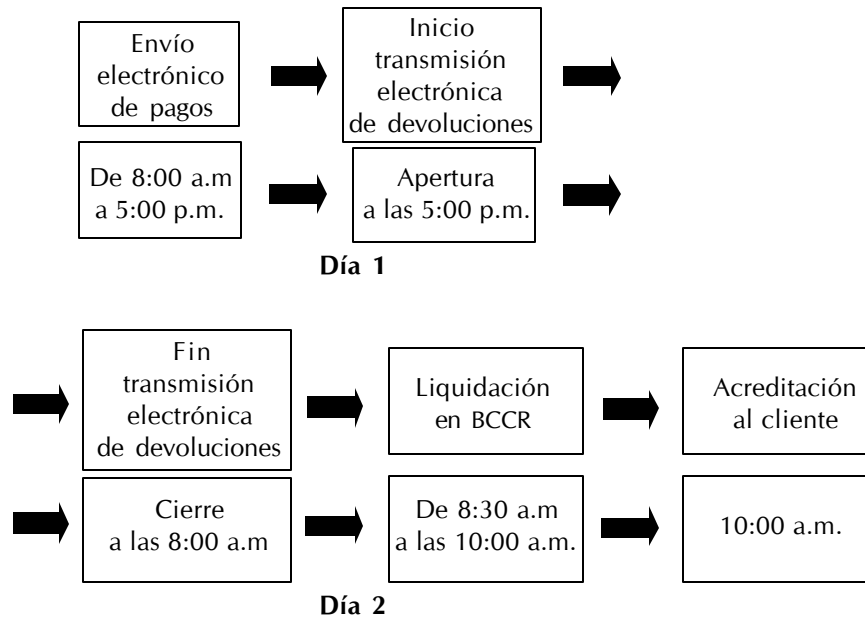 Envío
electrónico
de pagos
Inicio
transmisión
electrónica
de devoluciones
De 8:00 a.m
a 5:00 p.m.
Apertura
a las 5:00 p.m.
Día 1
Fin
transmisión
electrónica
de devoluciones
Liquidación
en BCCR
Acreditación
al cliente
Cierre
a las 8:00 a.m
De 8:30 a.m
a las 10:00 a.m.
10:00 a.m.
Día 2